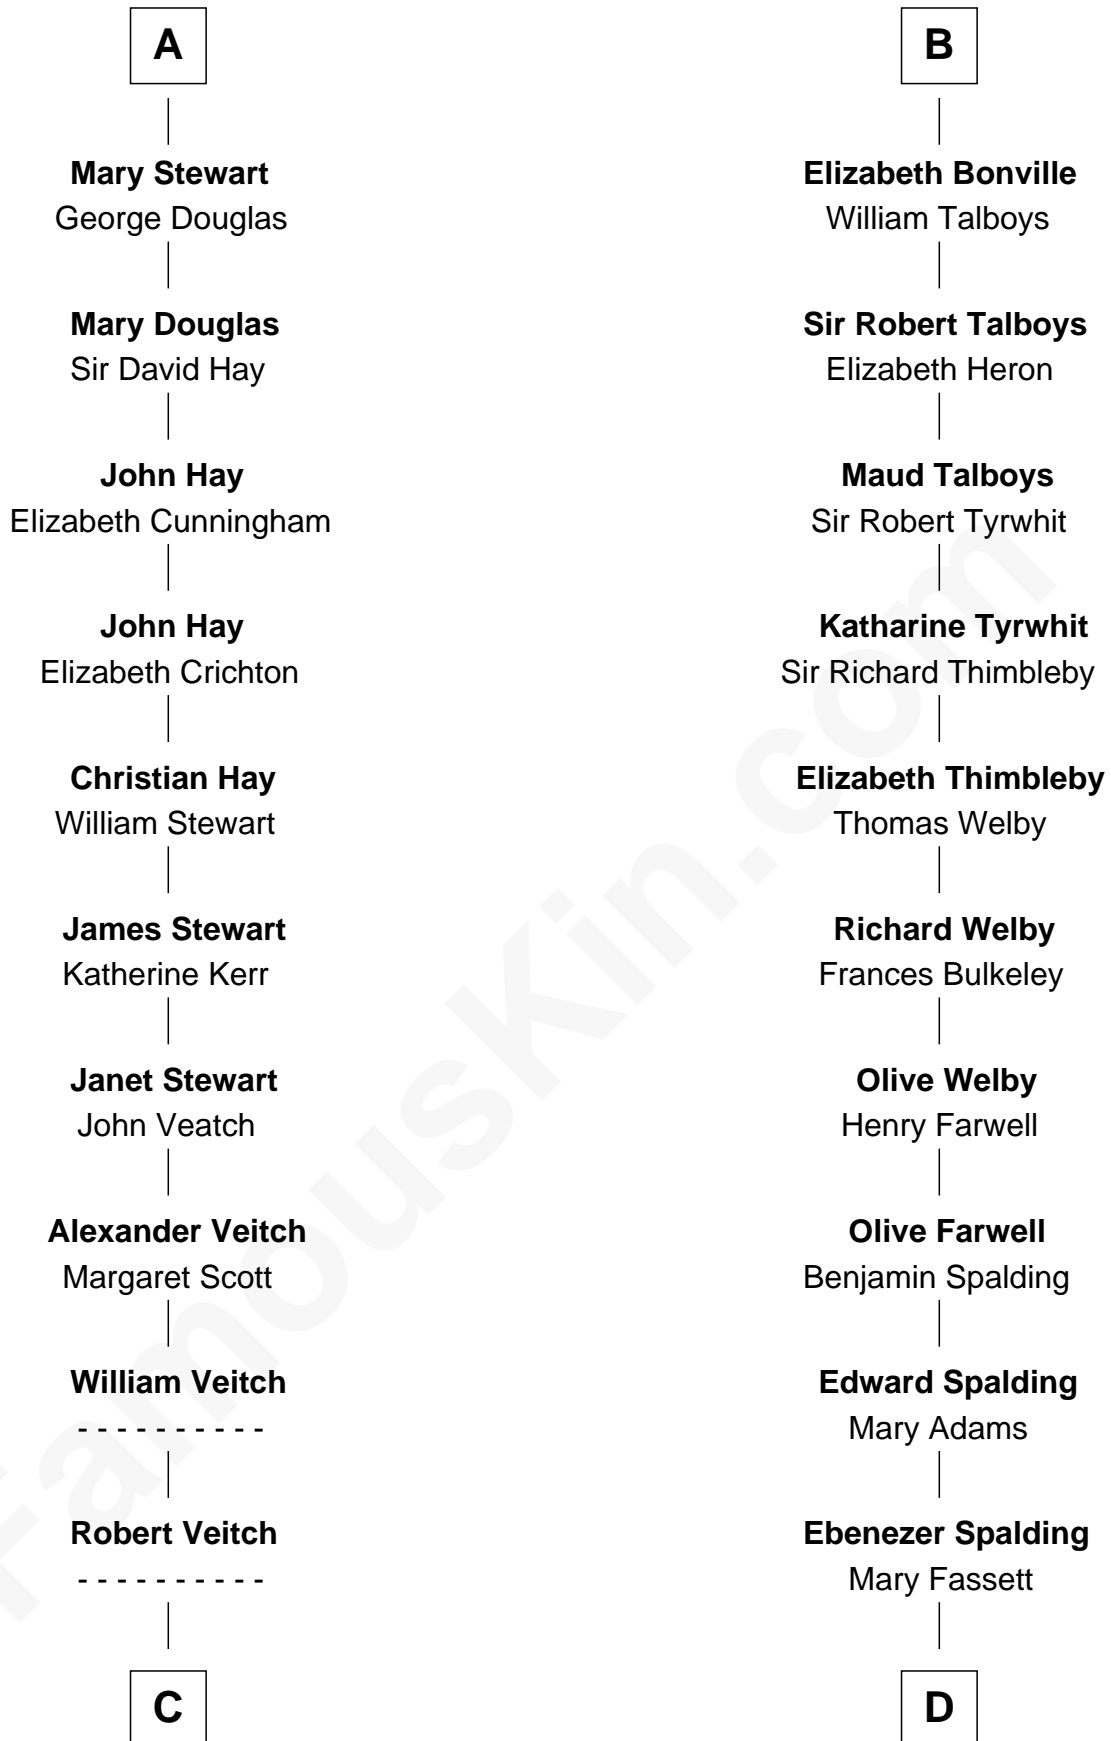 A
Mary Stewart
George Douglas
Mary Douglas
Sir David Hay
John Hay
Elizabeth Cunningham
John Hay
Elizabeth Crichton
Christian Hay
William Stewart
James Stewart
Katherine Kerr
Janet Stewart
John Veatch
Alexander Veitch
Margaret Scott
William Veitch
- - - - - - - - - -
Robert Veitch
- - - - - - - - - -
C
B
Elizabeth Bonville
William Talboys
Sir Robert Talboys
Elizabeth Heron
Maud Talboys
Sir Robert Tyrwhit
Katharine Tyrwhit
Sir Richard Thimbleby
Elizabeth Thimbleby
Thomas Welby
Richard Welby
Frances Bulkeley
Olive Welby
Henry Farwell
Olive Farwell
Benjamin Spalding
Edward Spalding
Mary Adams
Ebenezer Spalding
Mary Fassett
D
FamousKin.com